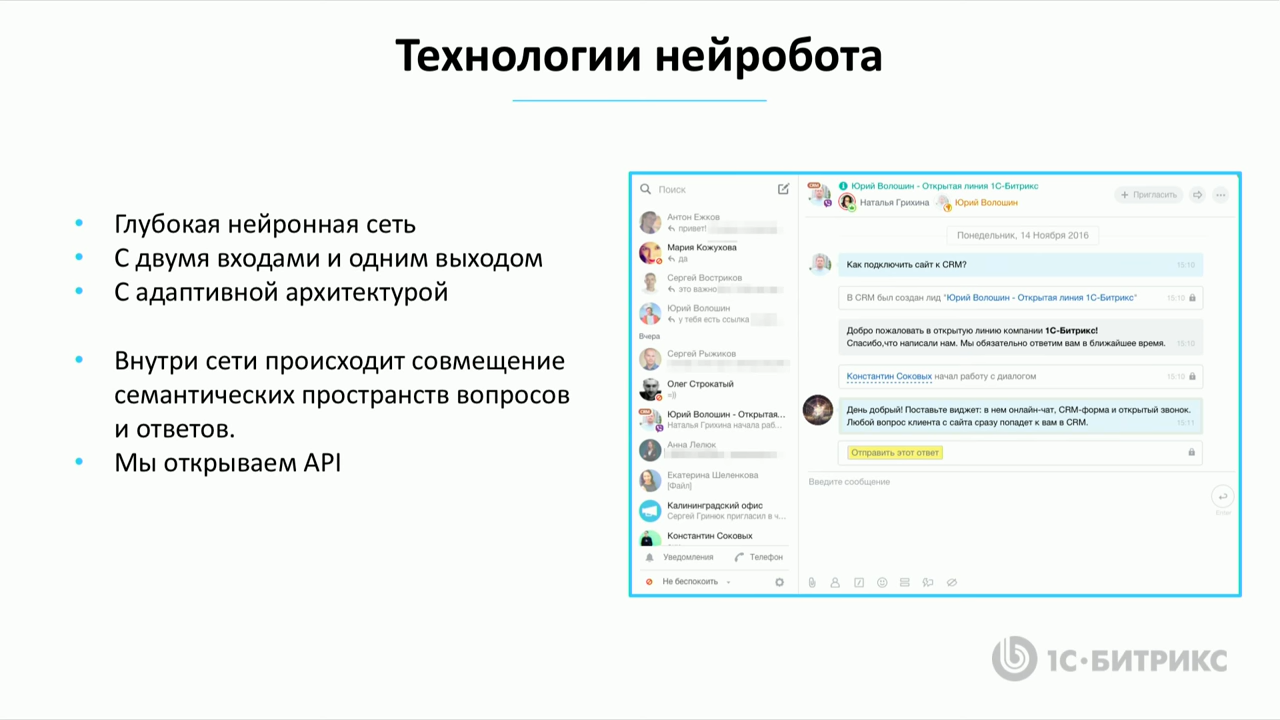 Технологии нейробота
Глубокая нейронная сеть
С двумя входами и одним выходом
С адаптивной архитектурой
Внутри сети происходит совмещение
семантических пространств вопросов
и ответов.
Мы открываем API
Поиск
Антон Ежков
привет!
Мария Кожухова
да
Сергей Востриков
это важно
Юрий Волошин
у тебя есть ссылка
Вчера
Сергей Рыжиков
Олег Строкатый
=))
Юрий Волошин - Открытая...
Наталья Грихина начала раб...
Анна Лелюк
Екатерина Шеленкова
[Файл]
Калининградский офис
Сергей Гринюк пригласил в ч...
Константин Соковых
Уведомления Телефон
Не беспокоить
Юрий Волошин - Открытая линия 1С-Битрикс
Наталья Грихина Юрий Волошин
+ Пригласить
Понедельник, 14 Ноября 2016
Как подключить сайт к CRM? 15:10
В CRM был создан лид "Юрий Волошин - Открытая линия 1С-Битрикс" 15:10
Добро пожаловать в открытую линию компании 1С-Битрикс!
Спасибо,что написали нам. Мы обязательно ответим вам в ближайшее время. 15:10
Константин Соковых начал работу с диалогом 15:10
День добрый! Поставьте виджет: в нем онлайн-чат, CRM-форма и открытый звонок.
Любой вопрос клиента с сайта сразу попадет к вам в CRM. 15:11
Отправить этот ответ
Введите сообщение
Enter
1С·БИТРИКС